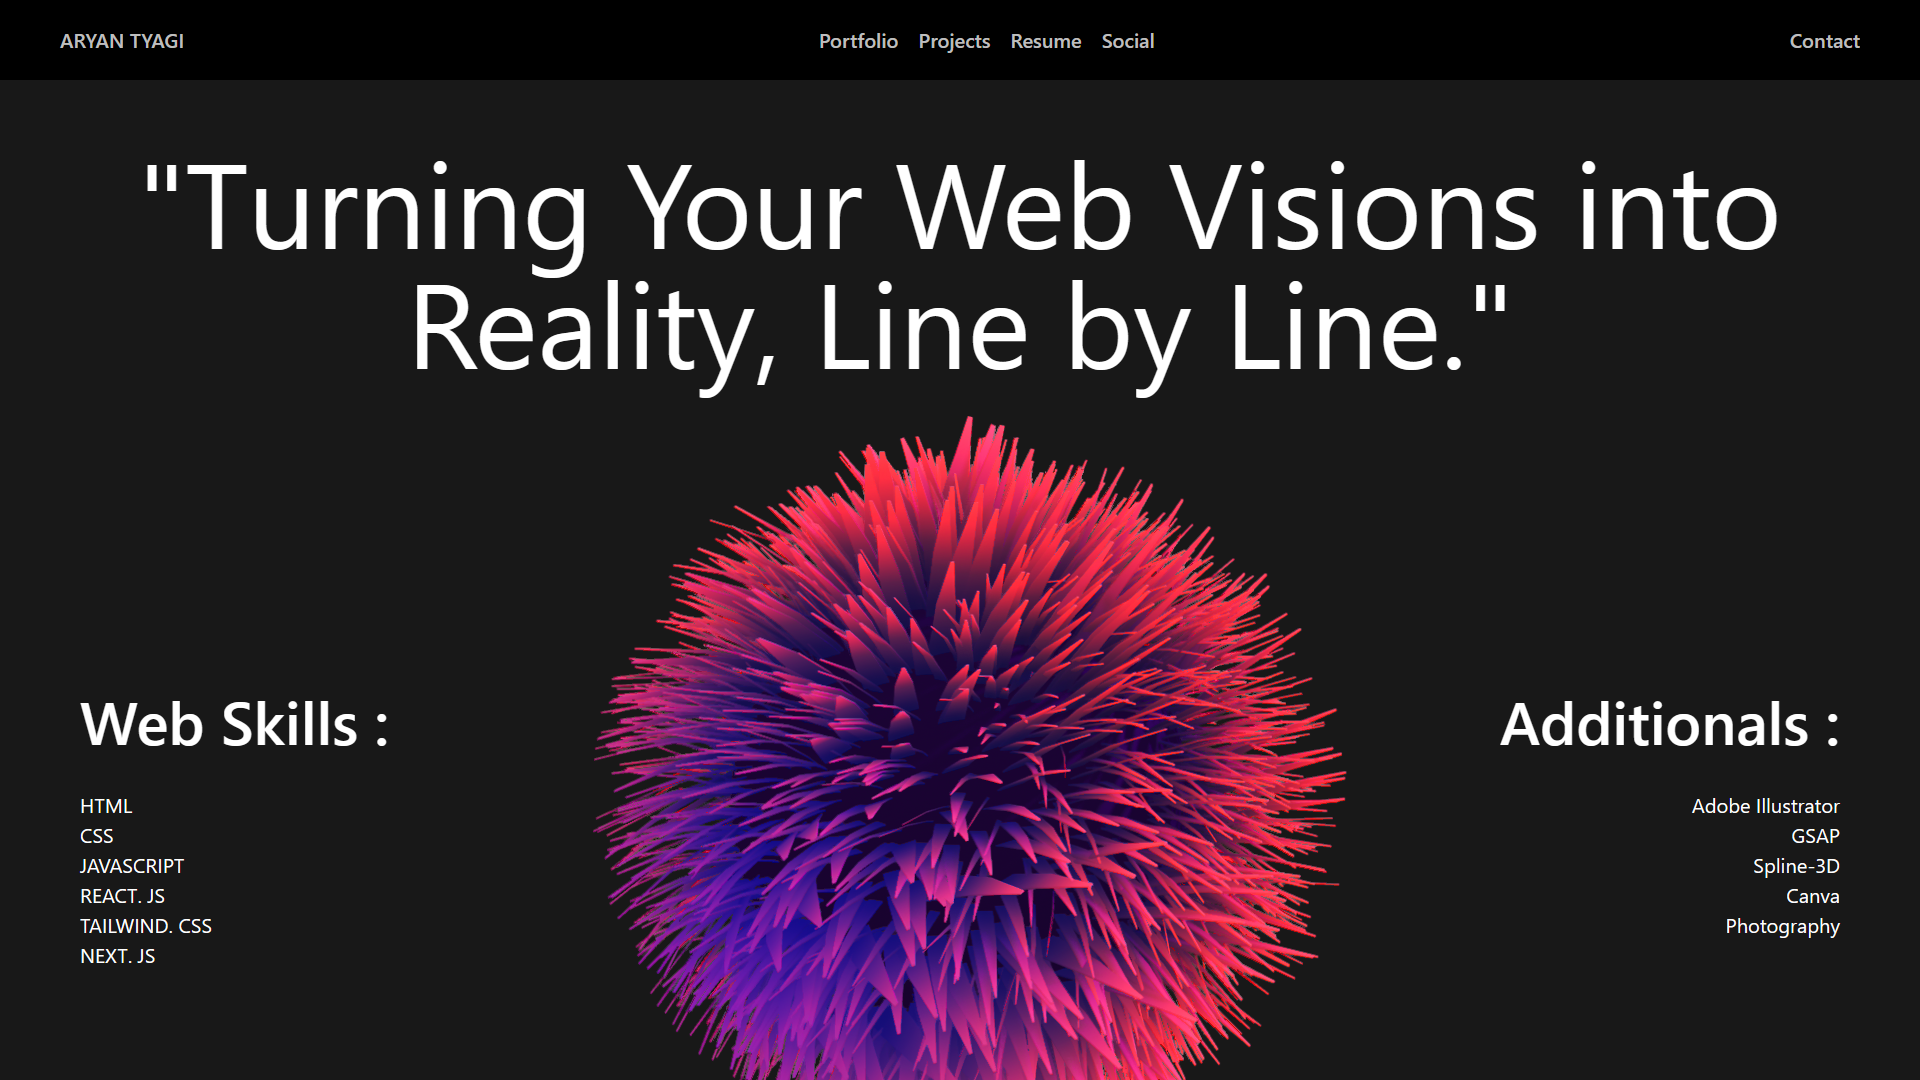 ARYAN TYAGI
Portfolio Projects Resume Social
Contact
"Turning Your Web Visions into
Reality, Line by Line."
Web Skills :
HTML
CSS
JAVASCRIPT
REACT. JS
TAILWIND. CSS
NEXT. JS
Additionals :
Adobe Illustrator
GSAP
Spline-3D
Canva
Photography